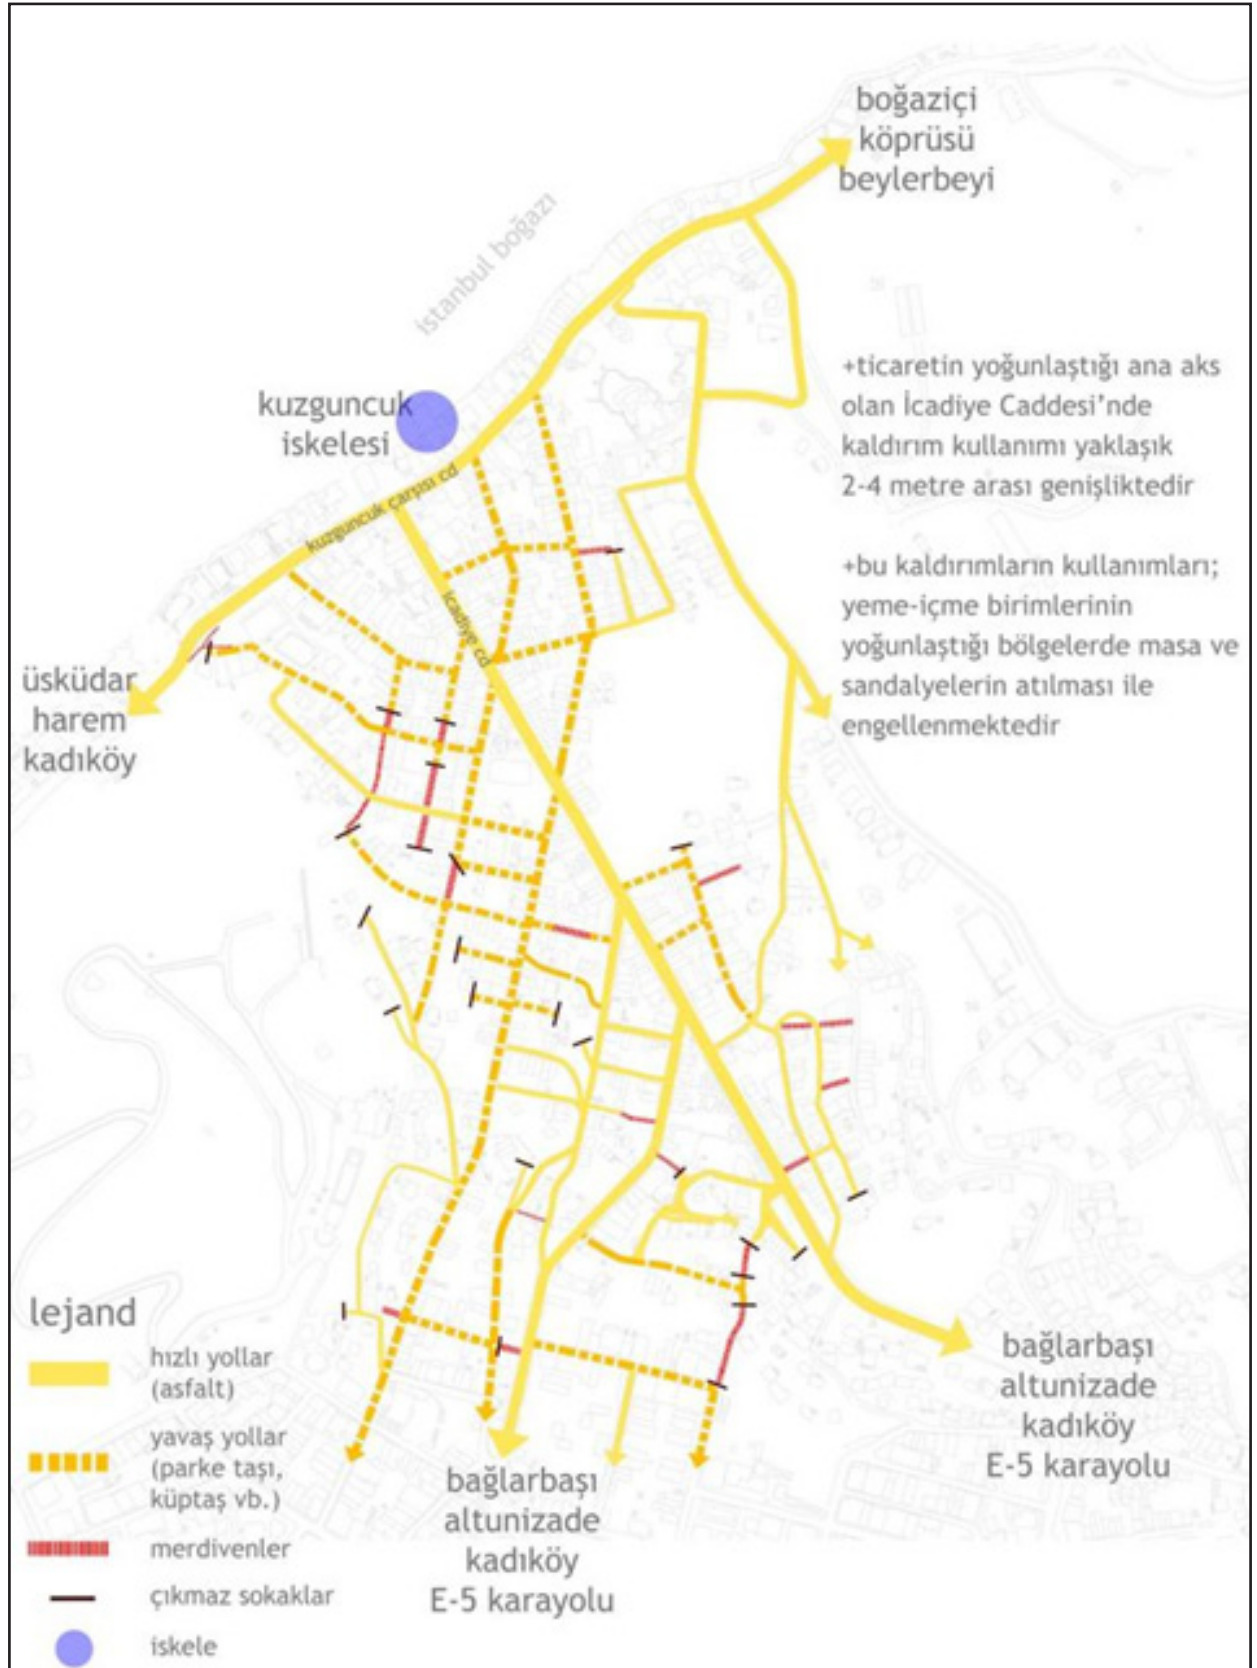 boğaziçi
köprüsü
beylerbeyi
istanbul boğazı
+ticaretin yoğunlaştığı ana aks
olan İcadiye Caddesi'nde
kaldırım kullanımı yaklaşık
2-4 metre arası genişliktedir
kuzguncuk
iskelesi
kuzguncuk çarşısı cd
+bu kaldırımların kullanımları;
yeme-içme birimlerinin
yoğunlaştığı bölgelerde masa ve
sandalyelerin atılması ile
engellenmektedir
icadiye cd
üsküdar
harem
kadıköy
lejand
hızlı yollar
(asfalt)
yavaş yollar
(parke taşı,
küptaş vb.)
merdivenler
çıkmaz sokaklar
iskele
bağlarbaşı
altunizade
kadıköy
E-5 karayolu
bağlarbaşı
altunizade
kadıköy
E-5 karayolu